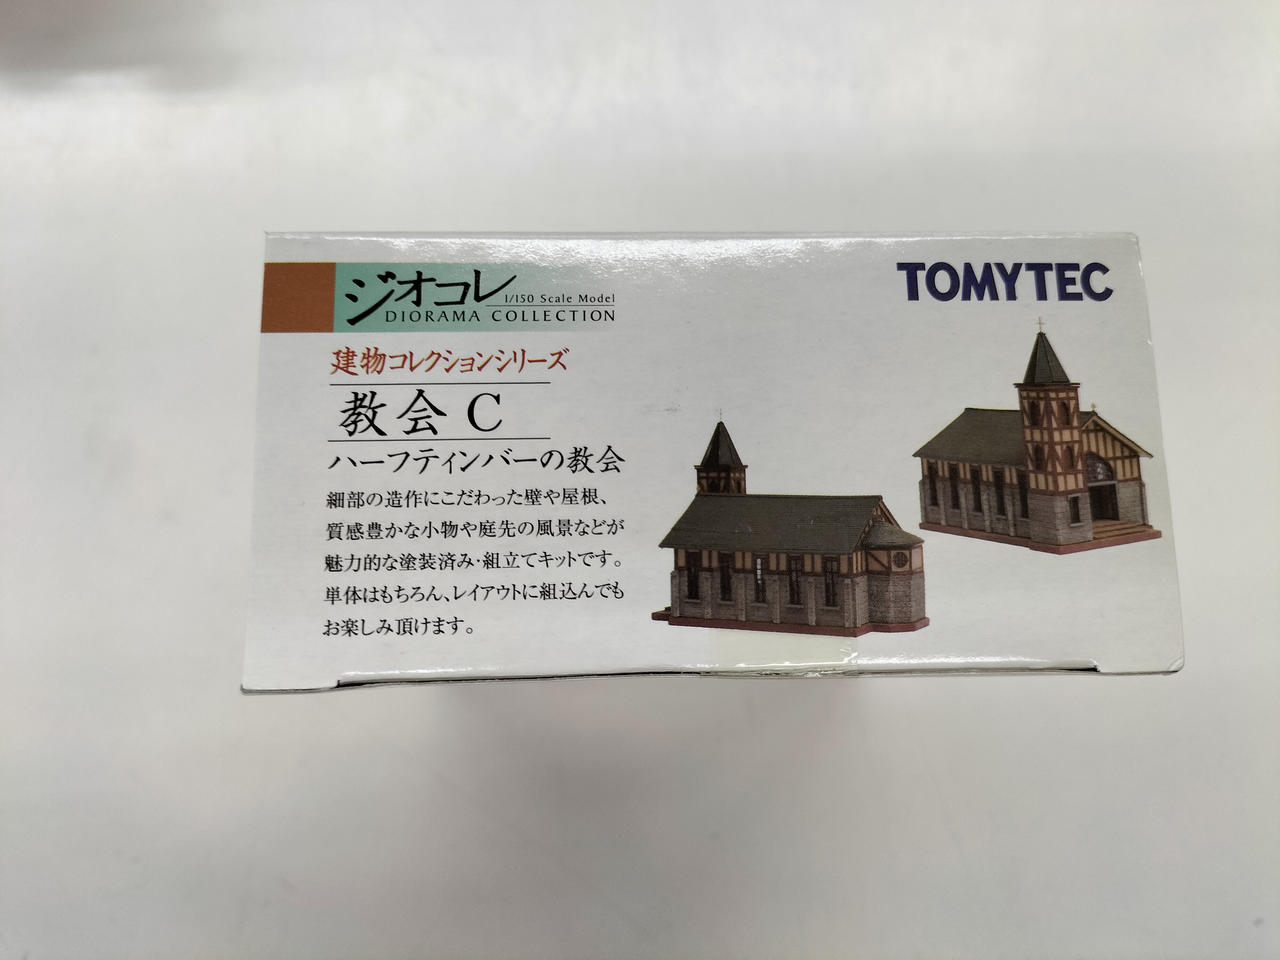 ジオコレ
1/150 Scale Model
DIORAMA COLLECTION
TOMYTEC
建物コレクションシリーズ
教会 C
ハーフティンバーの教会
細部の造作にこだわった壁や屋根、
質感豊かな小物や庭先の風景などが
魅力的な塗装済み・組立てキットです。
単体はもちろん、レイアウトに組込んでも
お楽しみ頂けます。